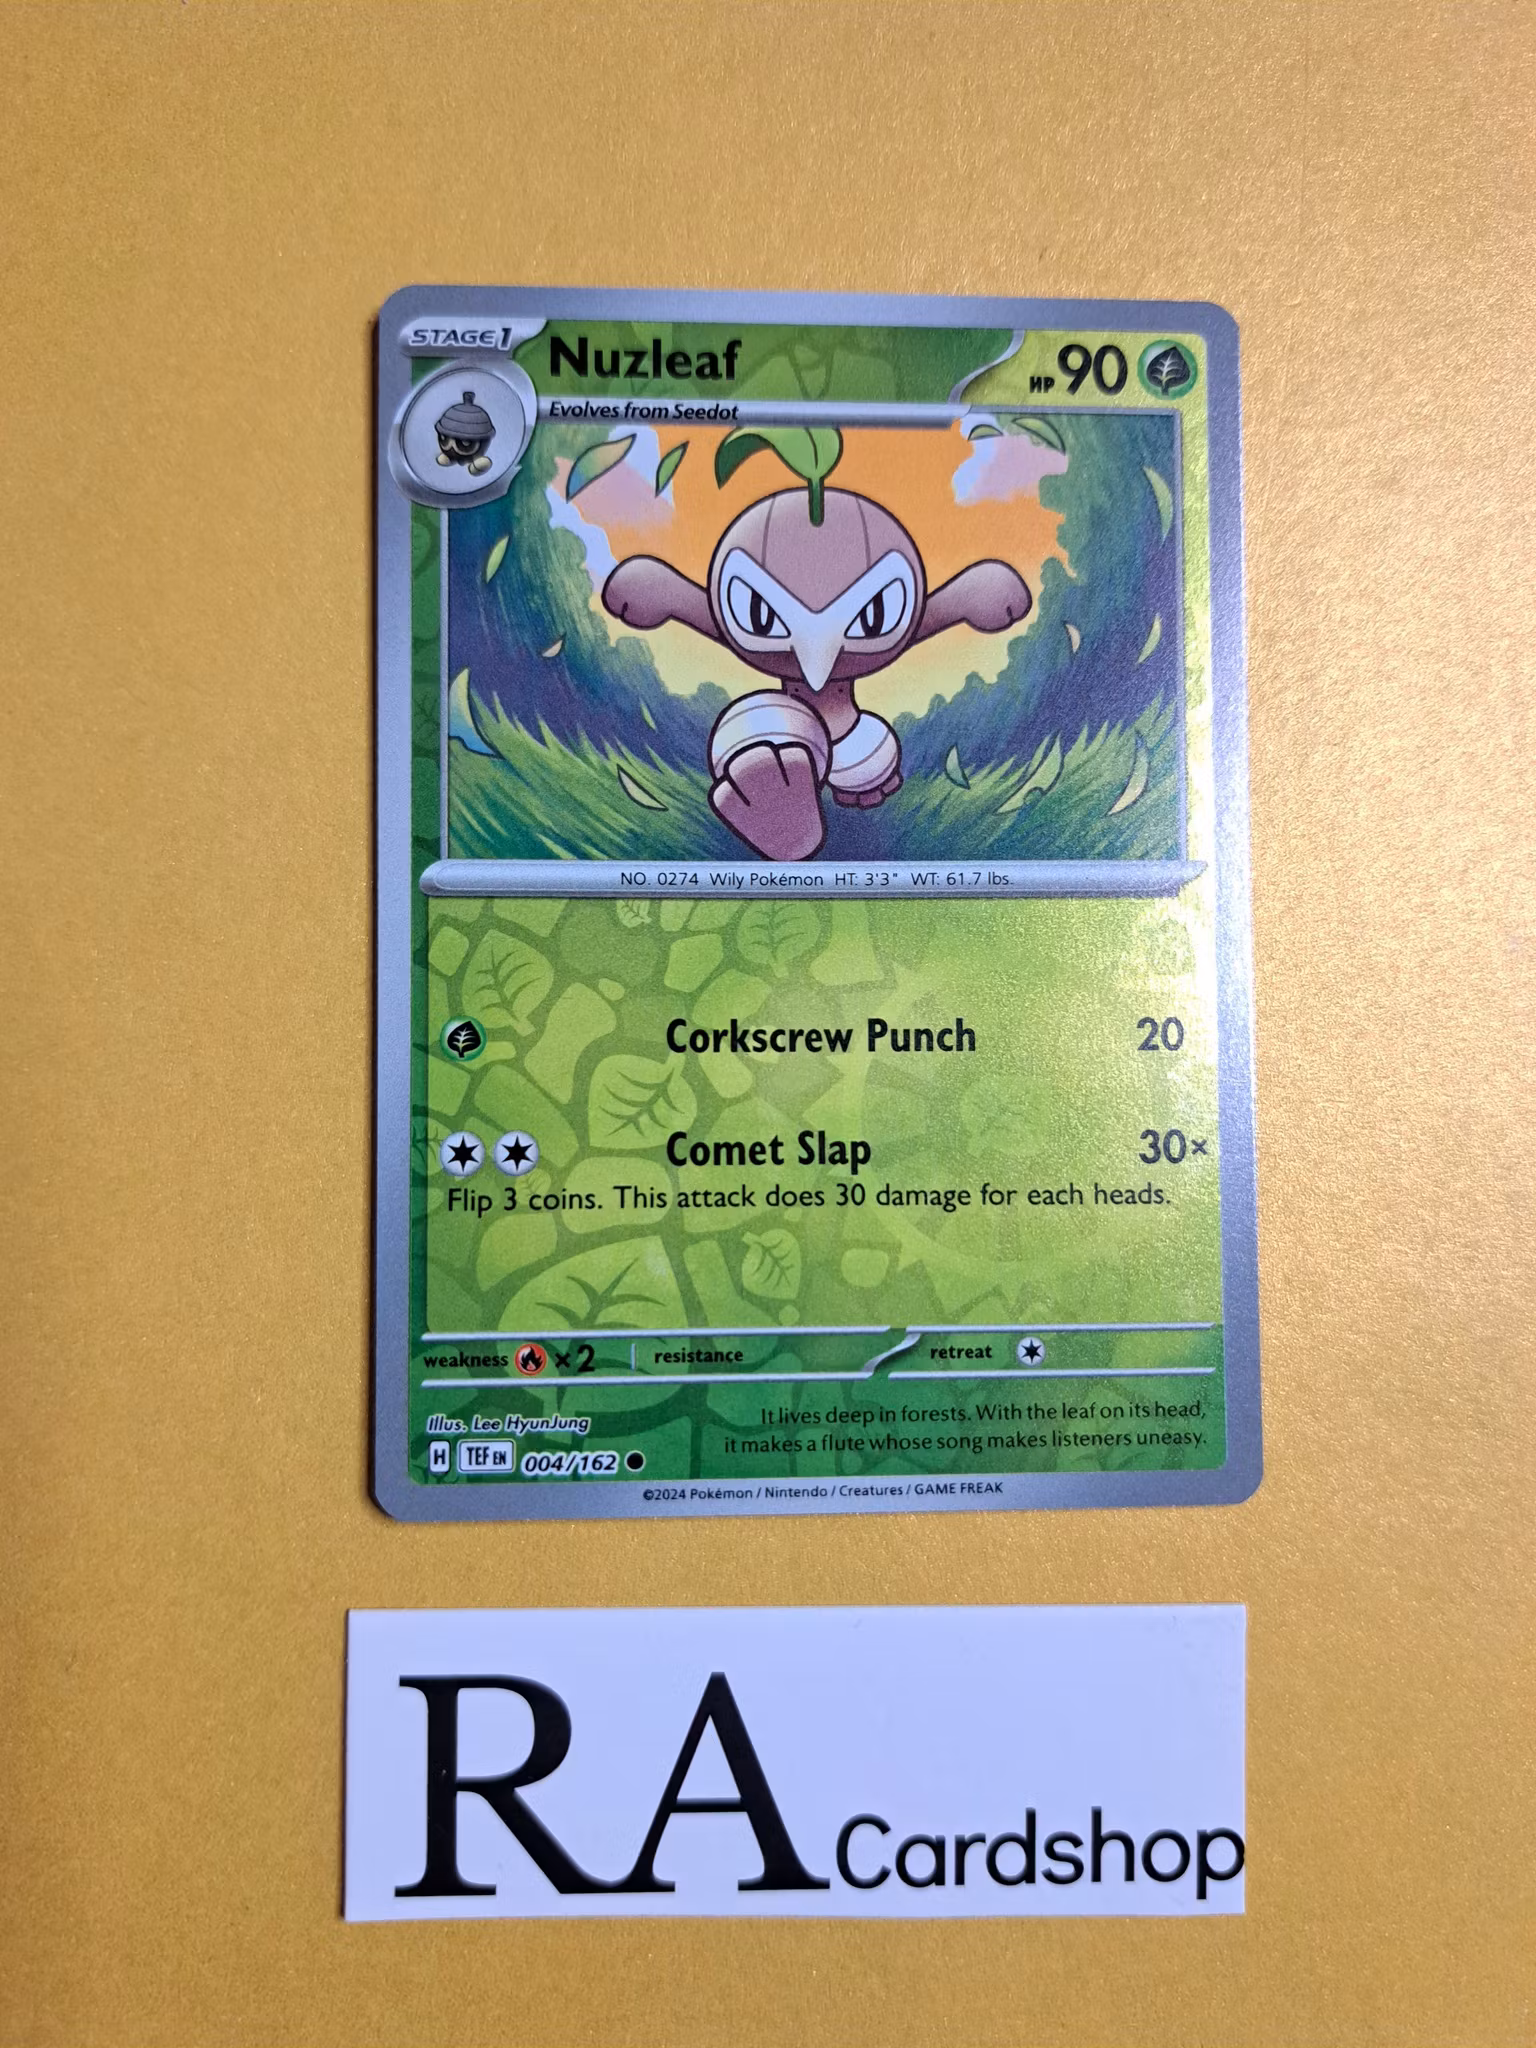 STAGE1
Nuzleaf
HP 90
Evolves from Seedot
NO. 0274 Wily Pokémon HT: 3'3" WT: 61.7 lbs.
Corkscrew Punch 20
Comet Slap 30×
Flip 3 coins. This attack does 30 damage for each heads.
weakness ×2 resistance retreat
Illus. Lee HyunJung
It lives deep in forests. With the leaf on its head,
it makes a flute whose song makes listeners uneasy.
H TEF EN 004/162
©2024 Pokémon / Nintendo / Creatures / GAME FREAK
RA Cardshop